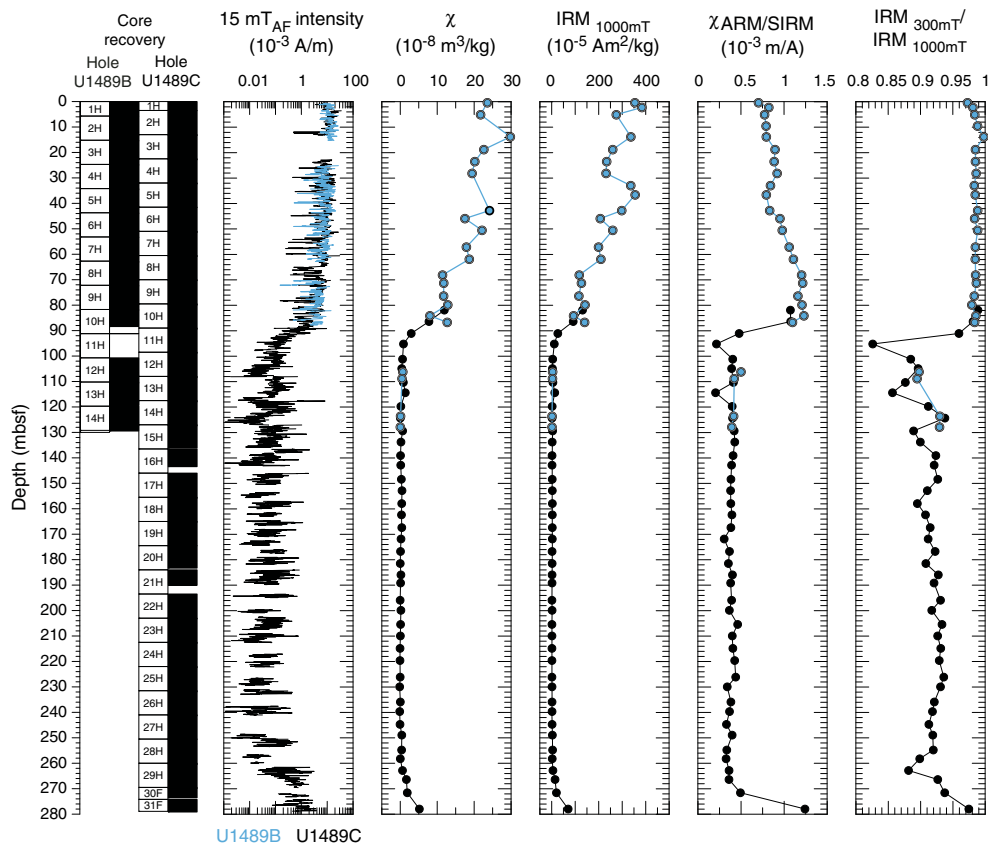 Core
recovery
Hole
U1489B
Hole
U1489C
15 mTAF intensity
(10-3 A/m)
χ
(10-8 m3/kg)
IRM 1000mT
(10-5 Am2/kg)
χARM/SIRM
(10-3 m/A)
IRM 300mT/
IRM 1000mT
0.01 1 100
0 10 20 30
0 200 400
0 0.5 1 1.5
0.8 0.85 0.9 0.95 1
Depth (mbsf)
0
10
20
30
40
50
60
70
80
90
100
110
120
130
140
150
160
170
180
190
200
210
220
230
240
250
260
270
280
1H
2H
3H
4H
5H
6H
7H
8H
9H
10H
11H
12H
13H
14H
1H
2H
3H
4H
5H
6H
7H
8H
9H
10H
11H
12H
13H
14H
15H
16H
17H
18H
19H
20H
21H
22H
23H
24H
25H
26H
27H
28H
29H
30F
31F
U1489B U1489C